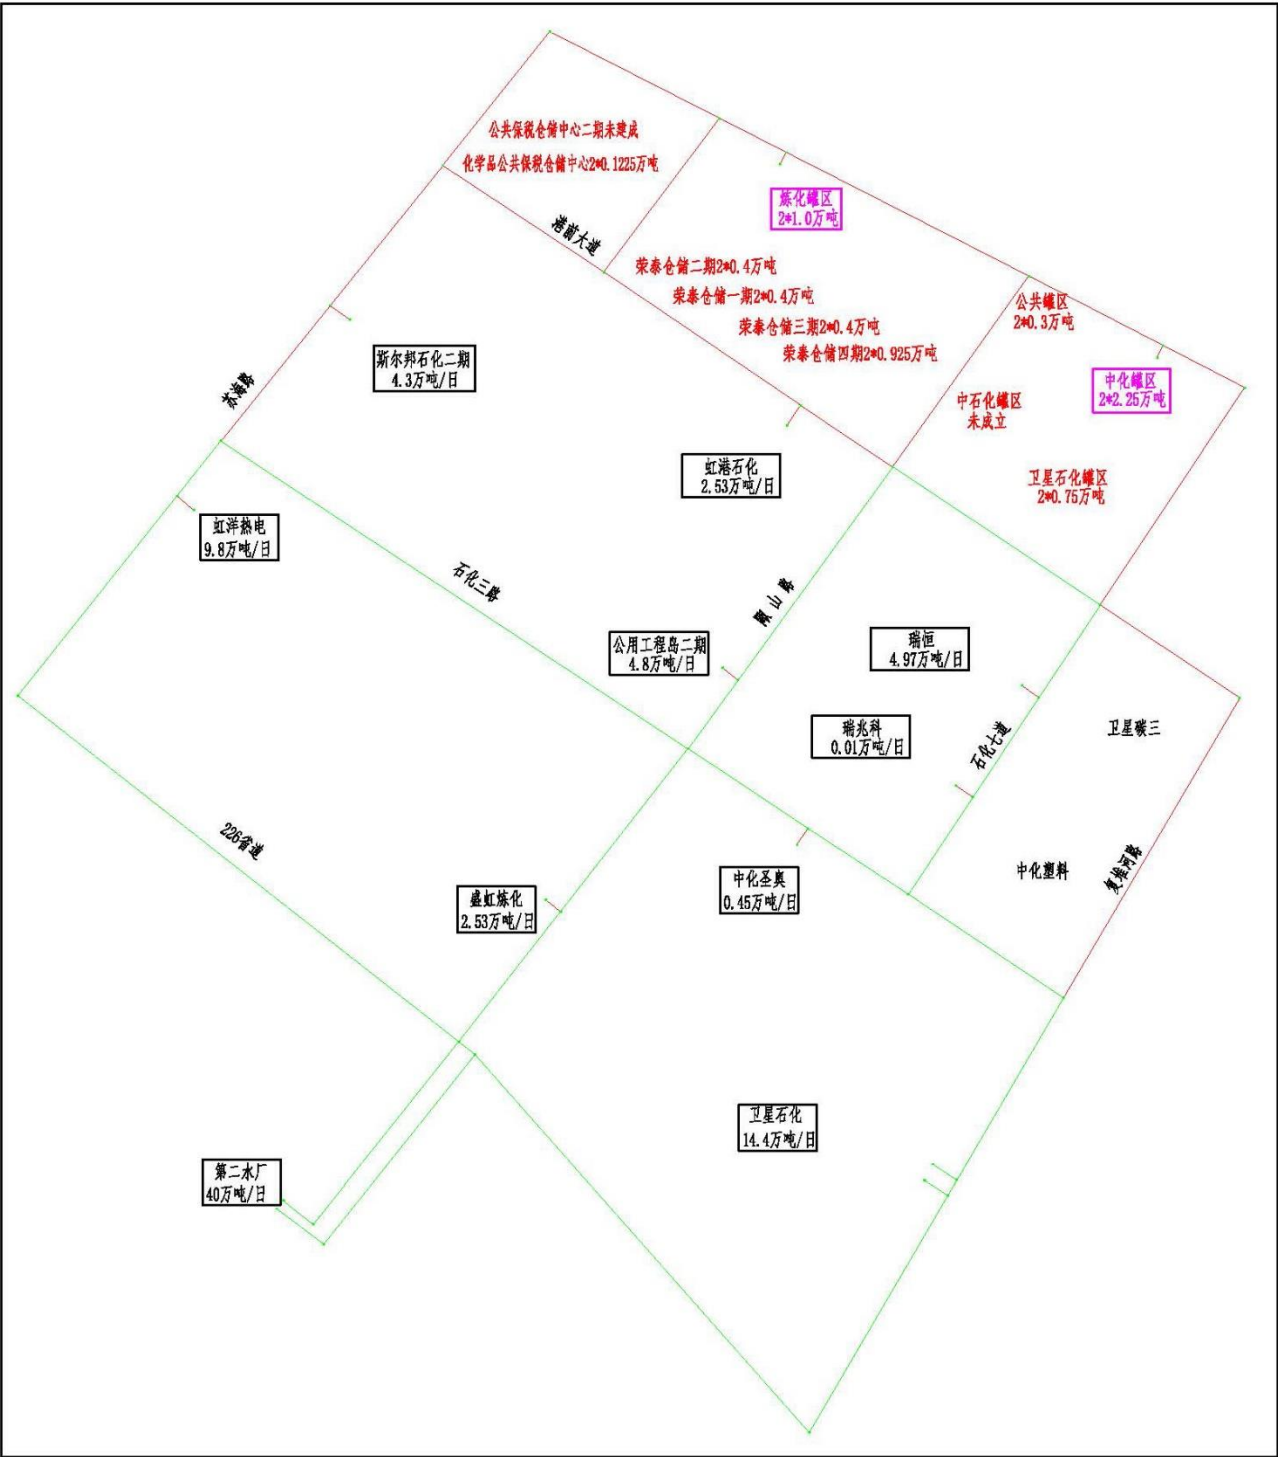 公共保税仓储中心二期未建成
化学品公共保税仓储中心2*0.1225万吨
炼化罐区
2*1.0万吨
港前大道
荣泰仓储二期2*0.4万吨
荣泰仓储一期2*0.4万吨
荣泰仓储三期2*0.4万吨
荣泰仓储四期2*0.925万吨
公共罐区
2*0.3万吨
中化罐区
2*2.25万吨
中石化罐区
未成立
卫星石化罐区
2*0.75万吨
斯尔邦石化二期
4.3万吨/日
苏海路
虹港石化
2.53万吨/日
虹洋热电
9.8万吨/日
石化三路
山路
公用工程岛二期
4.8万吨/日
瑞恒
4.97万吨/日
瑞兆科
0.01万吨/日
石化七道
卫星碳三
226省道
中化塑料
复堆河路
盛虹炼化
2.53万吨/日
中化圣奥
0.45万吨/日
卫星石化
14.4万吨/日
第二水厂
40万吨/日